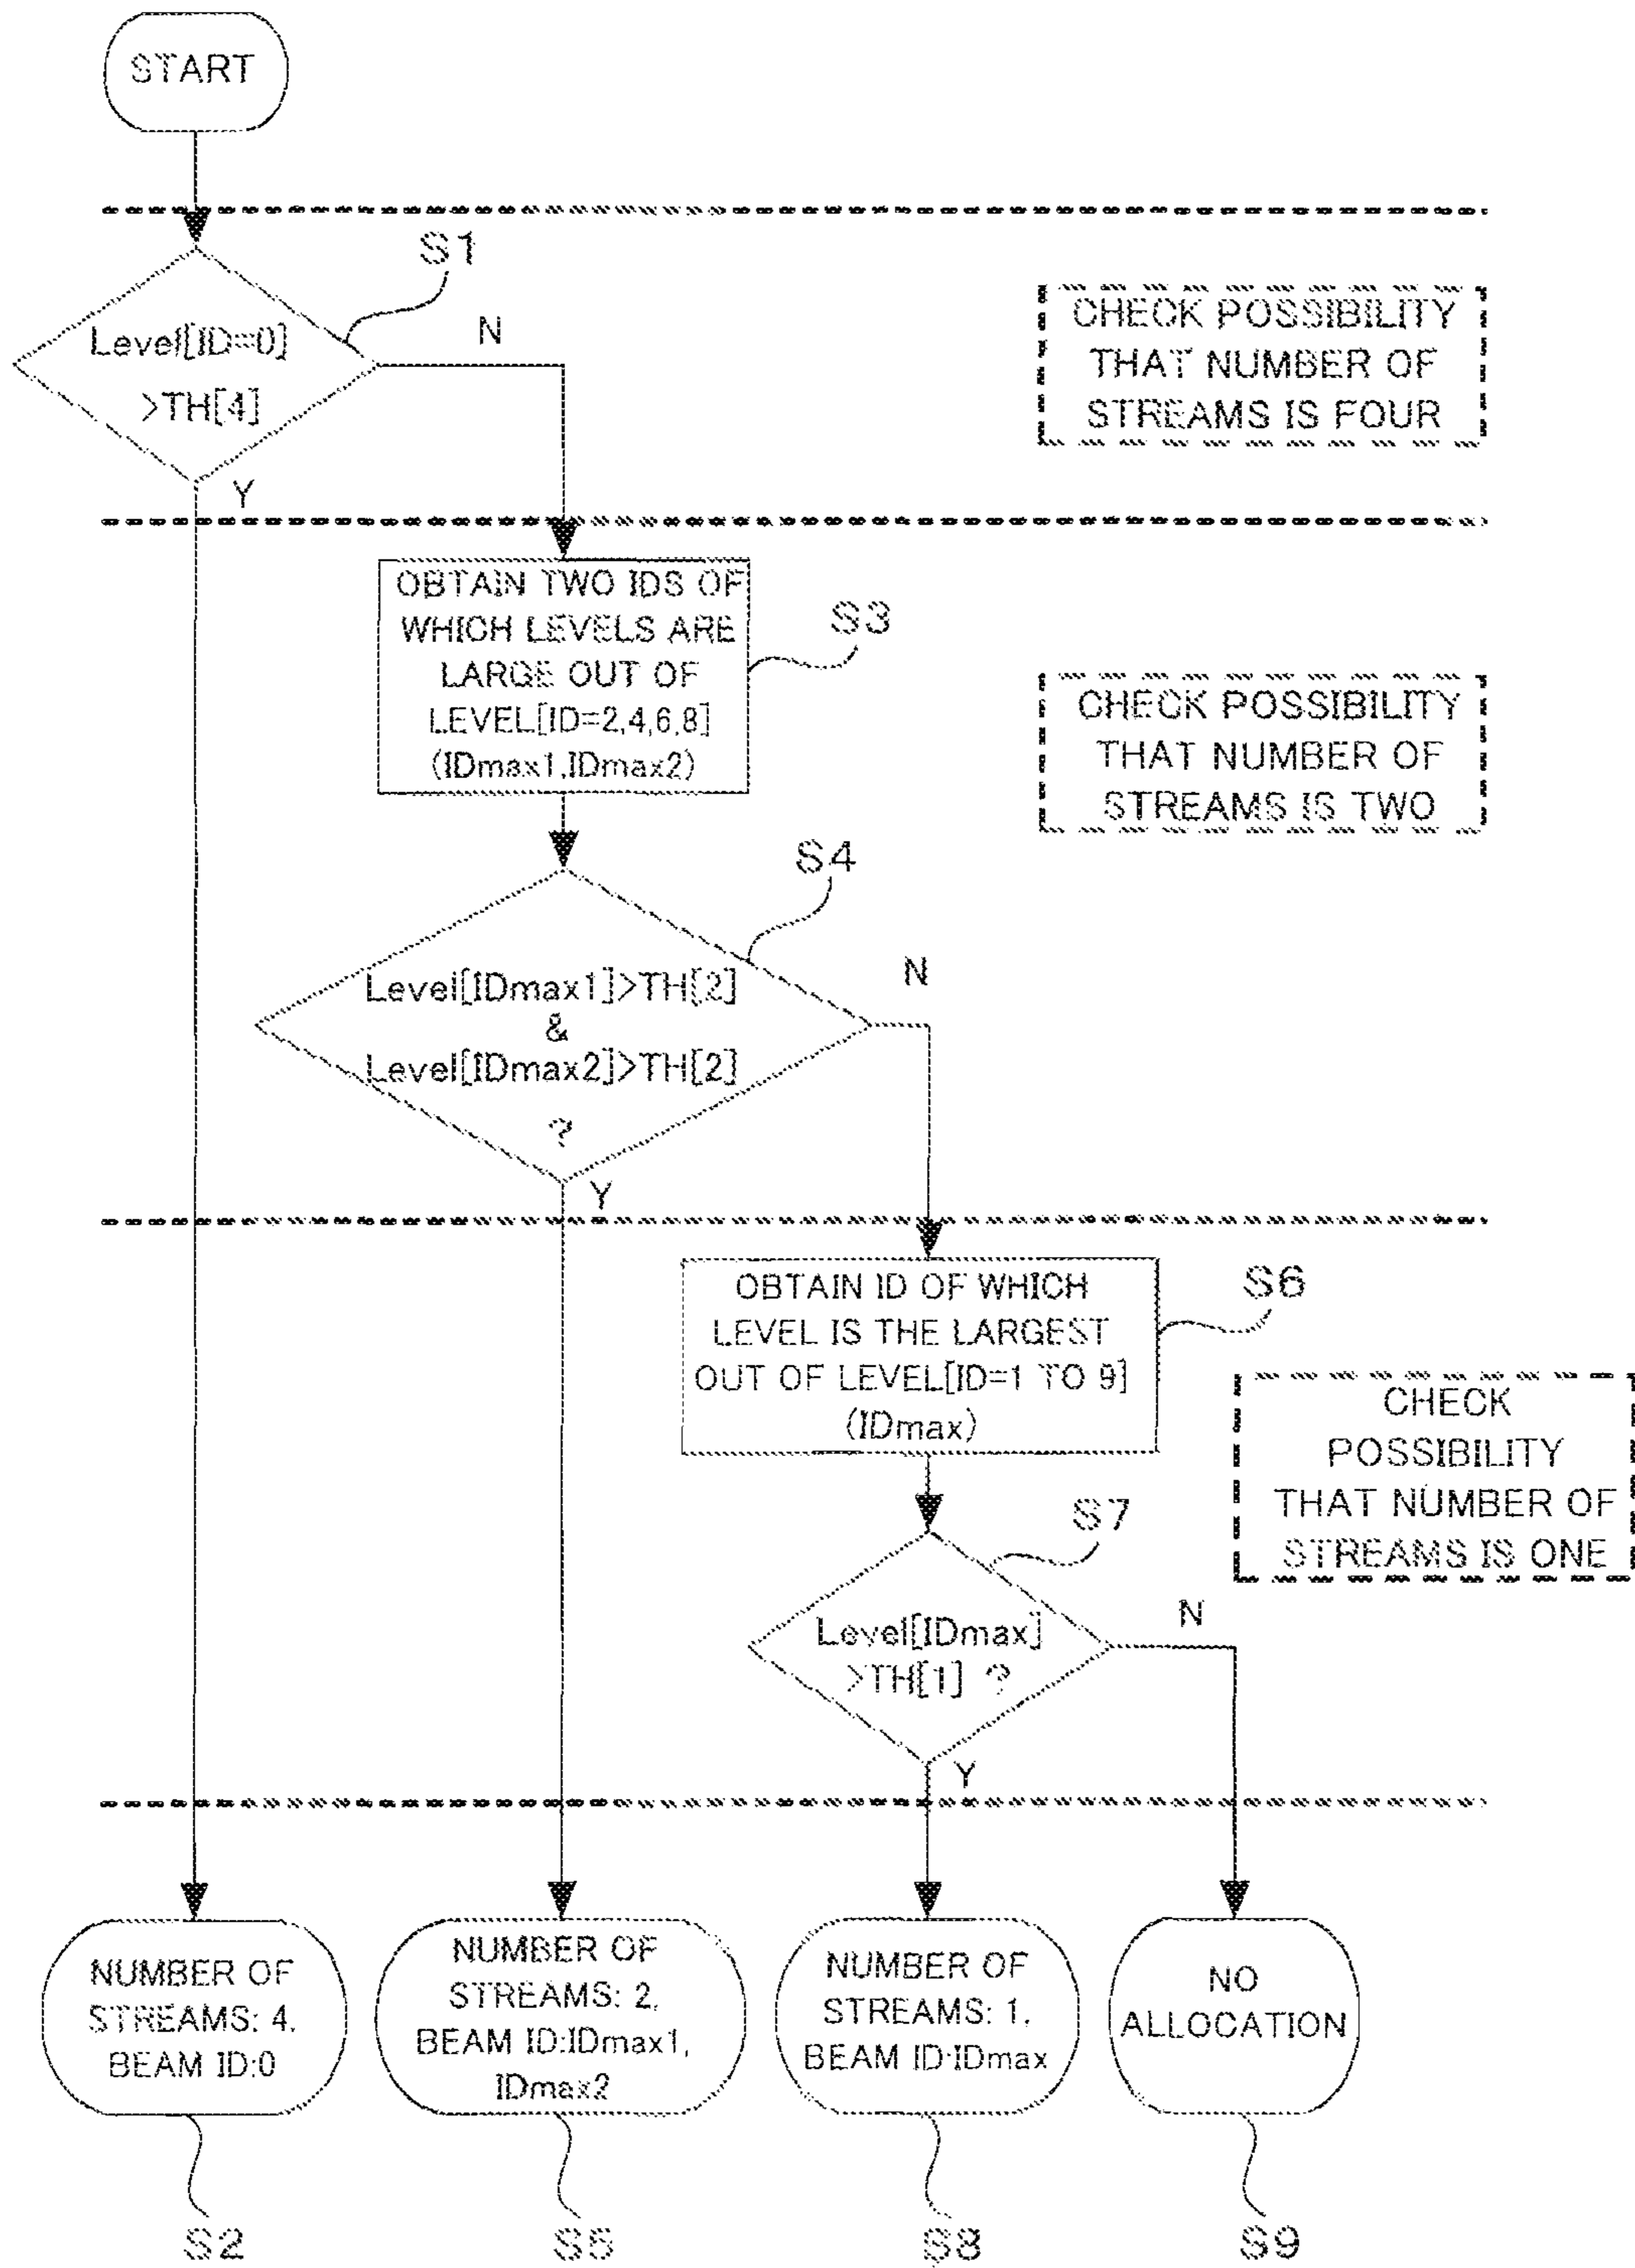 START
S1
Level[ID=0]
>TH[4]
N
Y
CHECK POSSIBILITY
THAT NUMBER OF
STREAMS IS FOUR
OBTAIN TWO IDS OF
WHICH LEVELS ARE
LARGE OUT OF
LEVEL[ID=2,4,6,8]
(IDmax1,IDmax2)
S3
CHECK POSSIBILITY
THAT NUMBER OF
STREAMS IS TWO
S4
Level[IDmax1]>TH[2]
&
Level[IDmax2]>TH[2]
?
N
Y
OBTAIN ID OF WHICH
LEVEL IS THE LARGEST
OUT OF LEVEL[ID=1 TO 9]
(IDmax)
S6
CHECK
POSSIBILITY
THAT NUMBER OF
STREAMS IS ONE
S7
Level[IDmax]
>TH[1] ?
N
Y
NUMBER OF
STREAMS: 4,
BEAM ID:0
NUMBER OF
STREAMS: 2,
BEAM ID:IDmax1,
IDmax2
NUMBER OF
STREAMS: 1,
BEAM ID:IDmax
NO
ALLOCATION
S2
S5
S8
S9